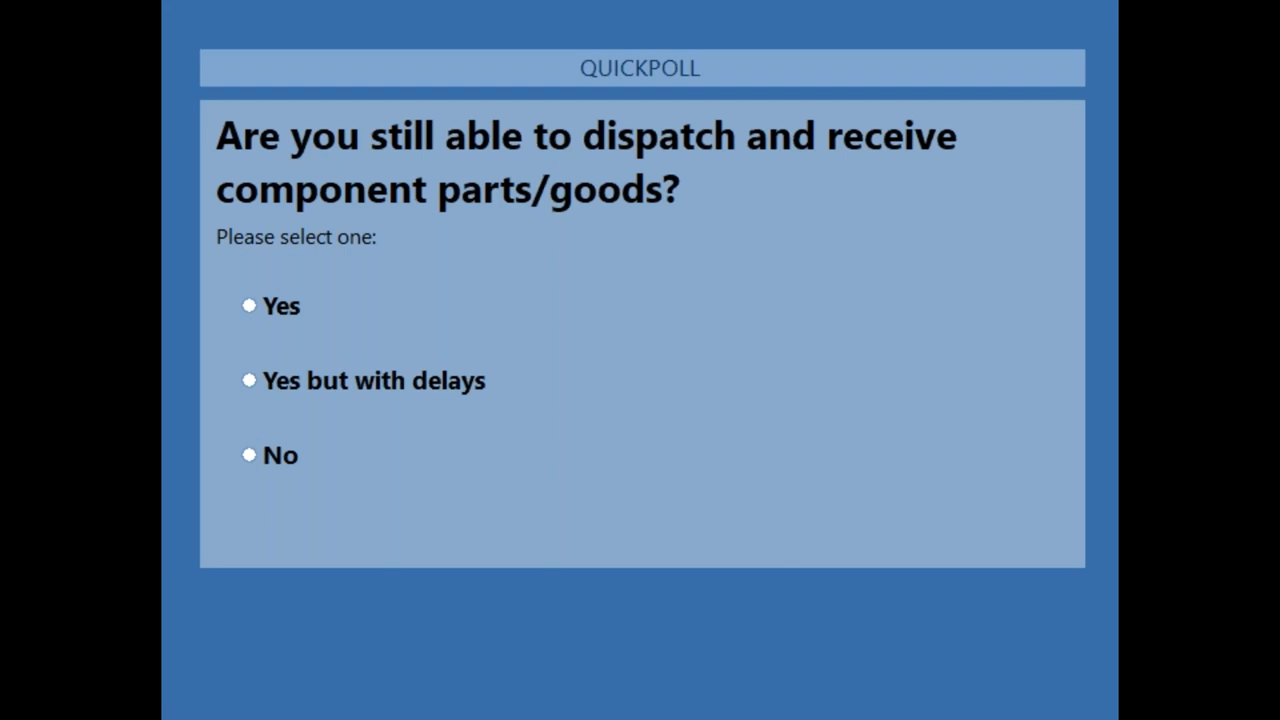 QUICKPOLL
Are you still able to dispatch and receive
component parts/goods?
Please select one:
Yes
Yes but with delays
No